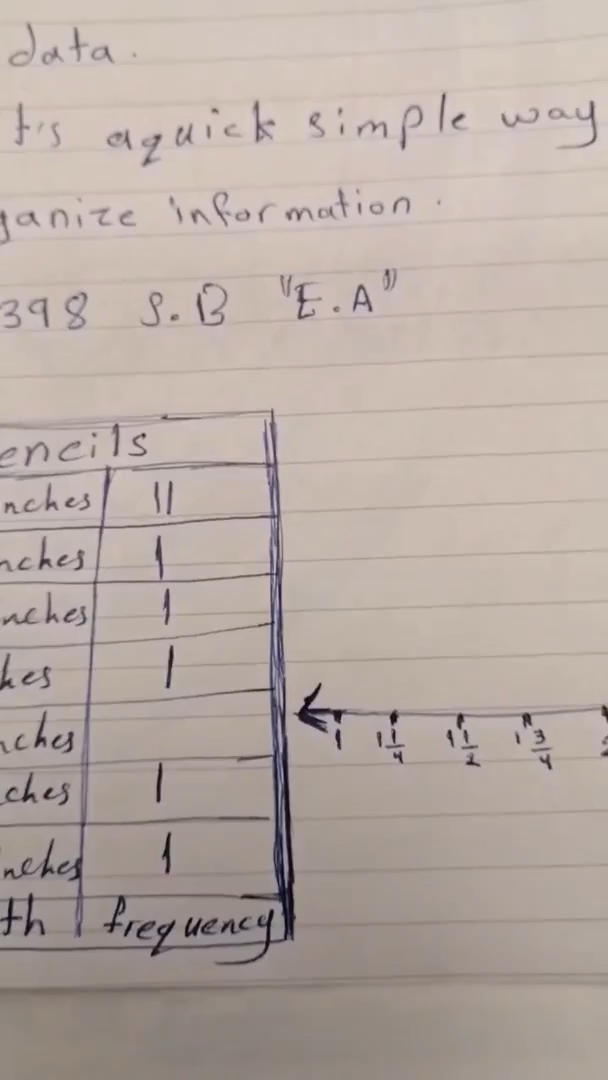 data.
t's aquick simple way
ganize information.
398 S.B "E.A"
encils
nches 11
nches 1
nches 1
hes 1
nches
ches 1
nches 1
th frequency
1 1 1/4 1 1/2 1 3/4 2